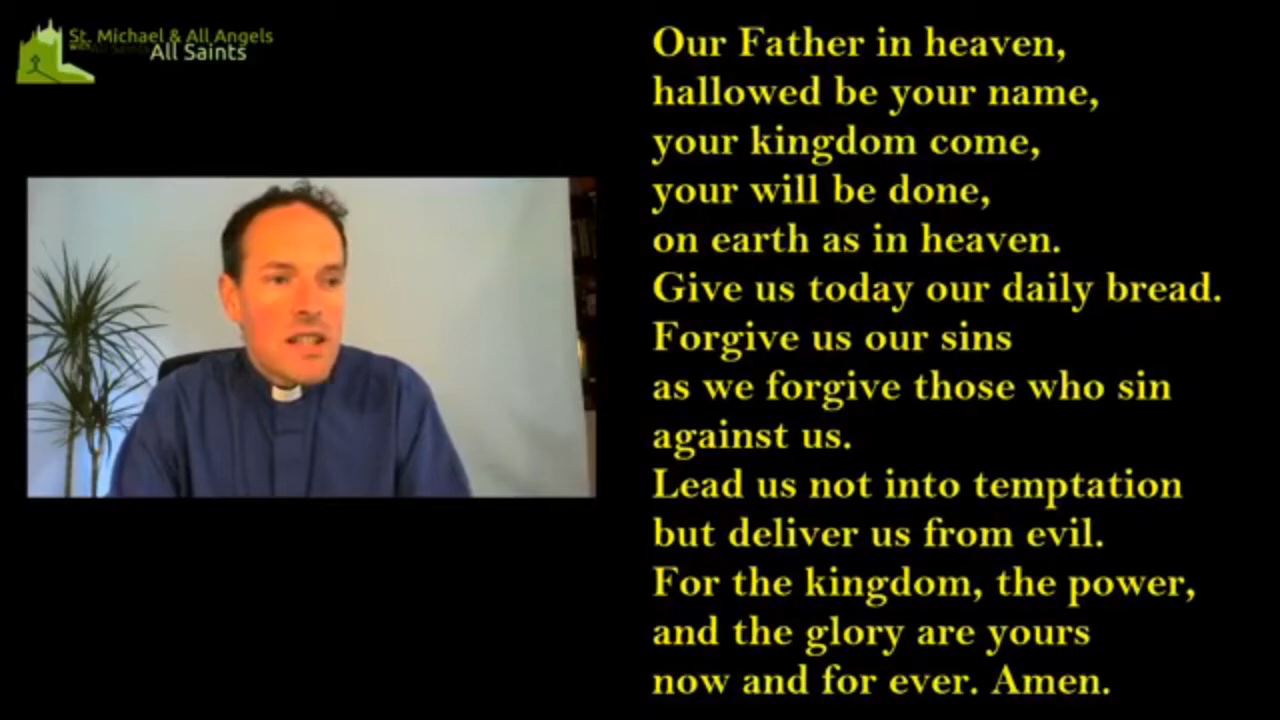 St. Michael & All Angels
with All Saints
All Saints
Our Father in heaven,
hallowed be your name,
your kingdom come,
your will be done,
on earth as in heaven.
Give us today our daily bread.
Forgive us our sins
as we forgive those who sin
against us.
Lead us not into temptation
but deliver us from evil.
For the kingdom, the power,
and the glory are yours
now and for ever. Amen.